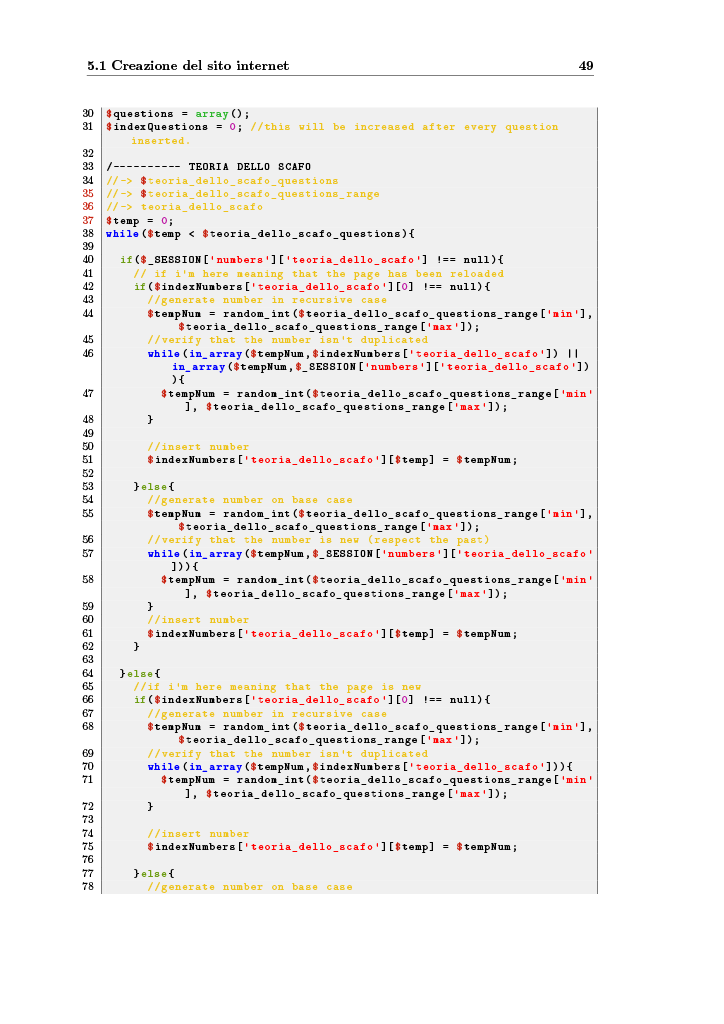 5.1 Creazione del sito internet 49
30 $questions = array();
31 $indexQuestions = 0; //this will be increased after every question
inserted.
32
33 /---------- TEORIA DELLO SCAFO
34 //-> $teoria_dello_scafo_questions
35 //-> $teoria_dello_scafo_questions_range
36 //-> teoria_dello_scafo
37 $temp = 0;
38 while($temp < $teoria_dello_scafo_questions){
39
40 if($_SESSION['numbers']['teoria_dello_scafo'] !== null){
41 // if i'm here meaning that the page has been reloaded
42 if($indexNumbers['teoria_dello_scafo'][0] !== null){
43 //generate number in recursive case
44 $tempNum = random_int($teoria_dello_scafo_questions_range['min'],
$teoria_dello_scafo_questions_range['max']);
45 //verify that the number isn't duplicated
46 while(in_array($tempNum,$indexNumbers['teoria_dello_scafo']) ||
in_array($tempNum,$_SESSION['numbers']['teoria_dello_scafo'])
){
47 $tempNum = random_int($teoria_dello_scafo_questions_range['min'
], $teoria_dello_scafo_questions_range['max']);
48 }
49
50 //insert number
51 $indexNumbers['teoria_dello_scafo'][$temp] = $tempNum;
52
53 }else{
54 //generate number on base case
55 $tempNum = random_int($teoria_dello_scafo_questions_range['min'],
$teoria_dello_scafo_questions_range['max']);
56 //verify that the number is new (respect the past)
57 while(in_array($tempNum,$_SESSION['numbers']['teoria_dello_scafo'
])){
58 $tempNum = random_int($teoria_dello_scafo_questions_range['min'
], $teoria_dello_scafo_questions_range['max']);
59 }
60 //insert number
61 $indexNumbers['teoria_dello_scafo'][$temp] = $tempNum;
62 }
63
64 }else{
65 //if i'm here meaning that the page is new
66 if($indexNumbers['teoria_dello_scafo'][0] !== null){
67 //generate number in recursive case
68 $tempNum = random_int($teoria_dello_scafo_questions_range['min'],
$teoria_dello_scafo_questions_range['max']);
69 //verify that the number isn't duplicated
70 while(in_array($tempNum,$indexNumbers['teoria_dello_scafo'])){
71 $tempNum = random_int($teoria_dello_scafo_questions_range['min'
], $teoria_dello_scafo_questions_range['max']);
72 }
73
74 //insert number
75 $indexNumbers['teoria_dello_scafo'][$temp] = $tempNum;
76
77 }else{
78 //generate number on base case